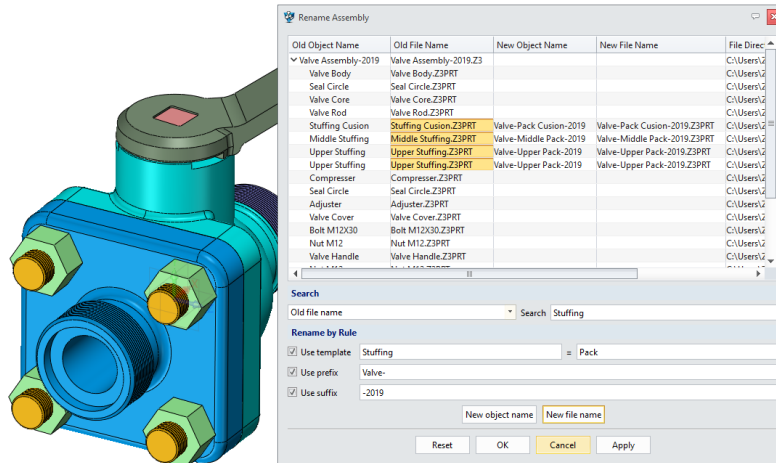 Rename Assembly
Old Object Name Old File Name New Object Name New File Name File Direc
Valve Assembly-2019 Valve Assembly-2019.Z3 C:\Users\Z
Valve Body Valve Body.Z3PRT C:\Users\Z
Seal Circle Seal Circle.Z3PRT C:\Users\Z
Valve Core Valve Core.Z3PRT C:\Users\Z
Valve Rod Valve Rod.Z3PRT C:\Users\Z
Stuffing Cusion Stuffing Cusion.Z3PRT Valve-Pack Cusion-2019 Valve-Pack Cusion-2019.Z3PRT C:\Users\Z
Middle Stuffing Middle Stuffing.Z3PRT Valve-Middle Pack-2019 Valve-Middle Pack-2019.Z3PRT C:\Users\Z
Upper Stuffing Upper Stuffing.Z3PRT Valve-Upper Pack-2019 Valve-Upper Pack-2019.Z3PRT C:\Users\Z
Upper Stuffing Upper Stuffing.Z3PRT Valve-Upper Pack-2019 Valve-Upper Pack-2019.Z3PRT C:\Users\Z
Compresser Compresser.Z3PRT C:\Users\Z
Seal Circle Seal Circle.Z3PRT C:\Users\Z
Adjuster Adjuster.Z3PRT C:\Users\Z
Valve Cover Valve Cover.Z3PRT C:\Users\Z
Bolt M12X30 Bolt M12X30.Z3PRT C:\Users\Z
Nut M12 Nut M12.Z3PRT C:\Users\Z
Valve Handle Valve Handle.Z3PRT C:\Users\Z
Search
Old file name Search Stuffing
Rename by Rule
Use template Stuffing = Pack
Use prefix Valve-
Use suffix -2019
New object name New file name
Reset OK Cancel Apply